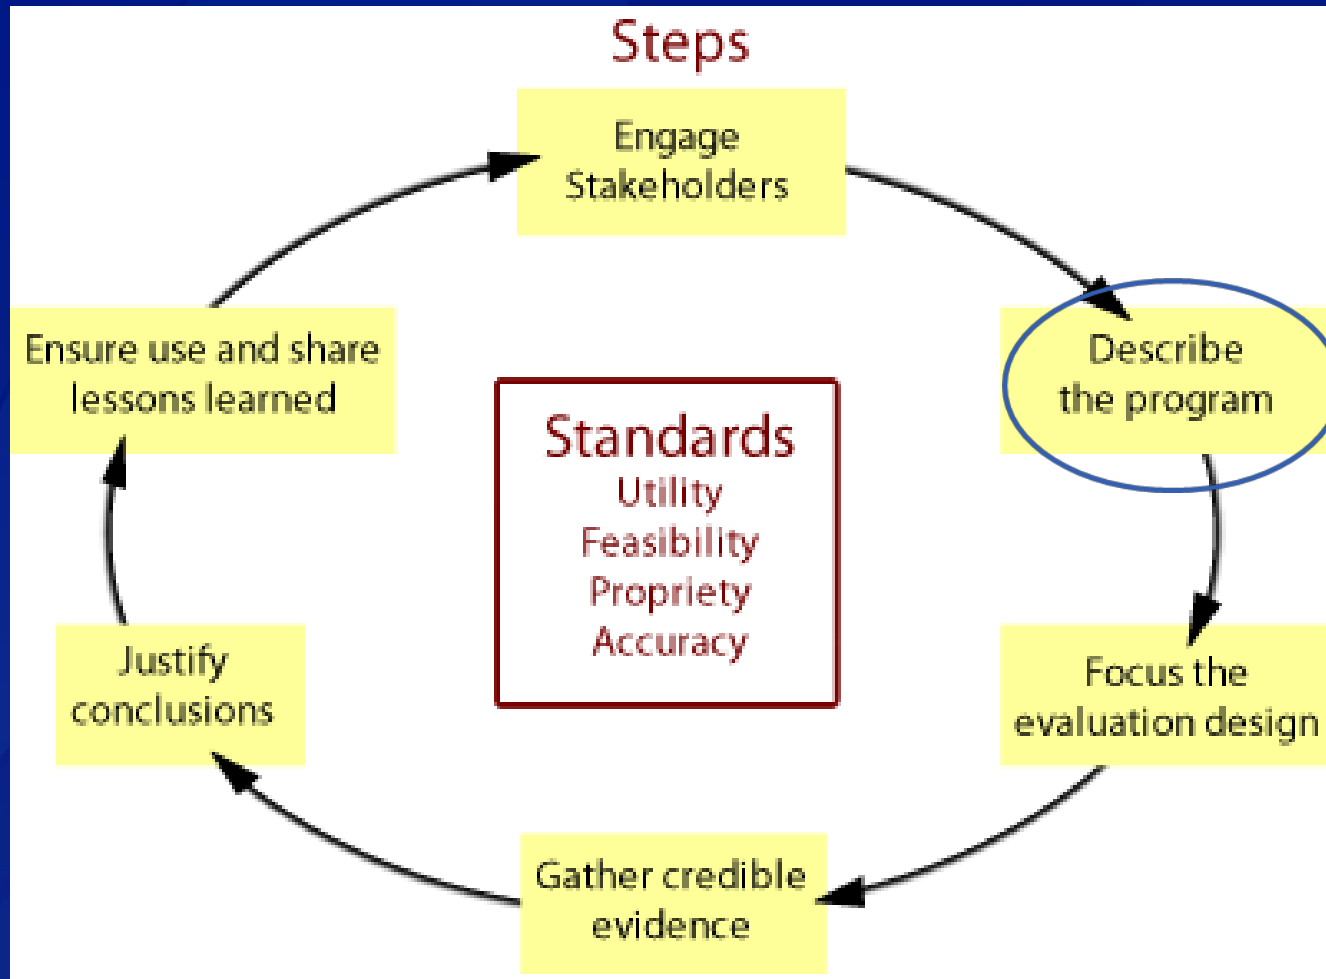 Steps
Engage
Stakeholders
Describe
the program
Focus the
evaluation design
Gather credible
evidence
Justify
conclusions
Ensure use and share
lessons learned
Standards
Utility
Feasibility
Propriety
Accuracy